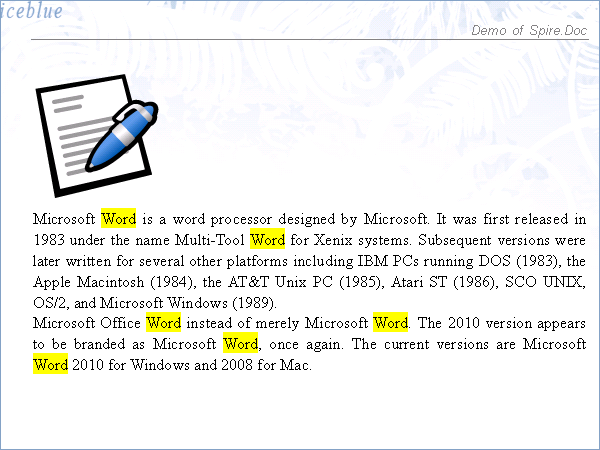 iceblue
Demo of Spire.Doc
Microsoft Word is a word processor designed by Microsoft. It was first released in
1983 under the name Multi-Tool Word for Xenix systems. Subsequent versions were
later written for several other platforms including IBM PCs running DOS (1983), the
Apple Macintosh (1984), the AT&T Unix PC (1985), Atari ST (1986), SCO UNIX,
OS/2, and Microsoft Windows (1989).
Microsoft Office Word instead of merely Microsoft Word. The 2010 version appears
to be branded as Microsoft Word, once again. The current versions are Microsoft
Word 2010 for Windows and 2008 for Mac.